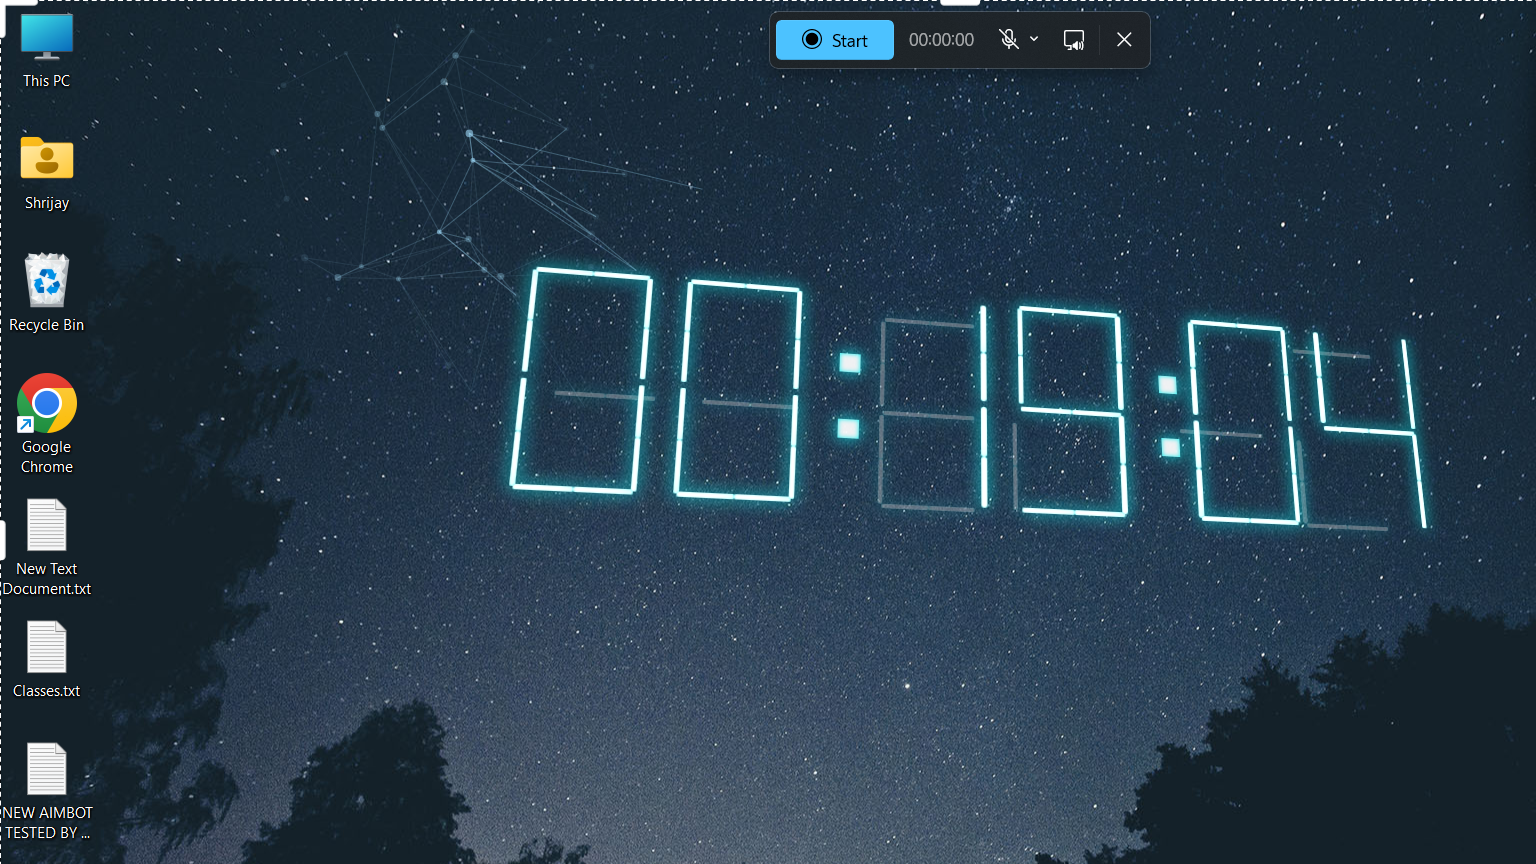 Start 00:00:00
This PC
Shrijay
Recycle Bin
00:19:04
Google
Chrome
New Text
Document.txt
Classes.txt
NEW AIMBOT
TESTED BY ...